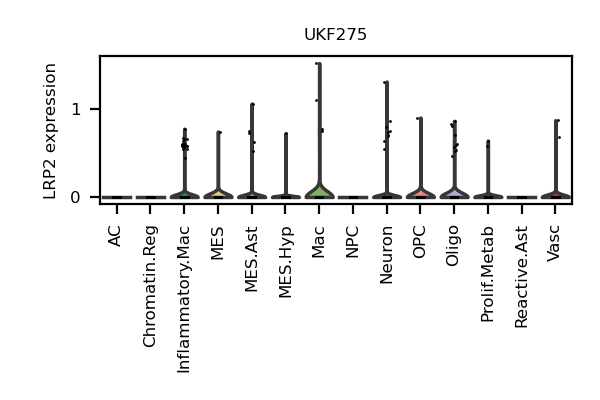 UKF275
LRP2 expression
1
0
AC
Chromatin.Reg
Inflammatory.Mac
MES
MES.Ast
MES.Hyp
Mac
NPC
Neuron
OPC
Oligo
Prolif.Metab
Reactive.Ast
Vasc